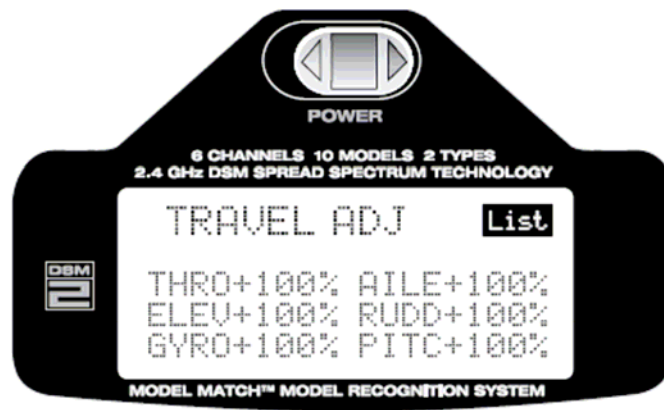 POWER
6 CHANNELS 10 MODELS 2 TYPES
2.4 GHz DSM SPREAD SPECTRUM TECHNOLOGY
TRAVEL ADJ List
DSM
2
THRO+100% AILE+100%
ELEV+100% RUDD+100%
GYRO+100% PITC+100%
MODEL MATCH™ MODEL RECOGNITION SYSTEM